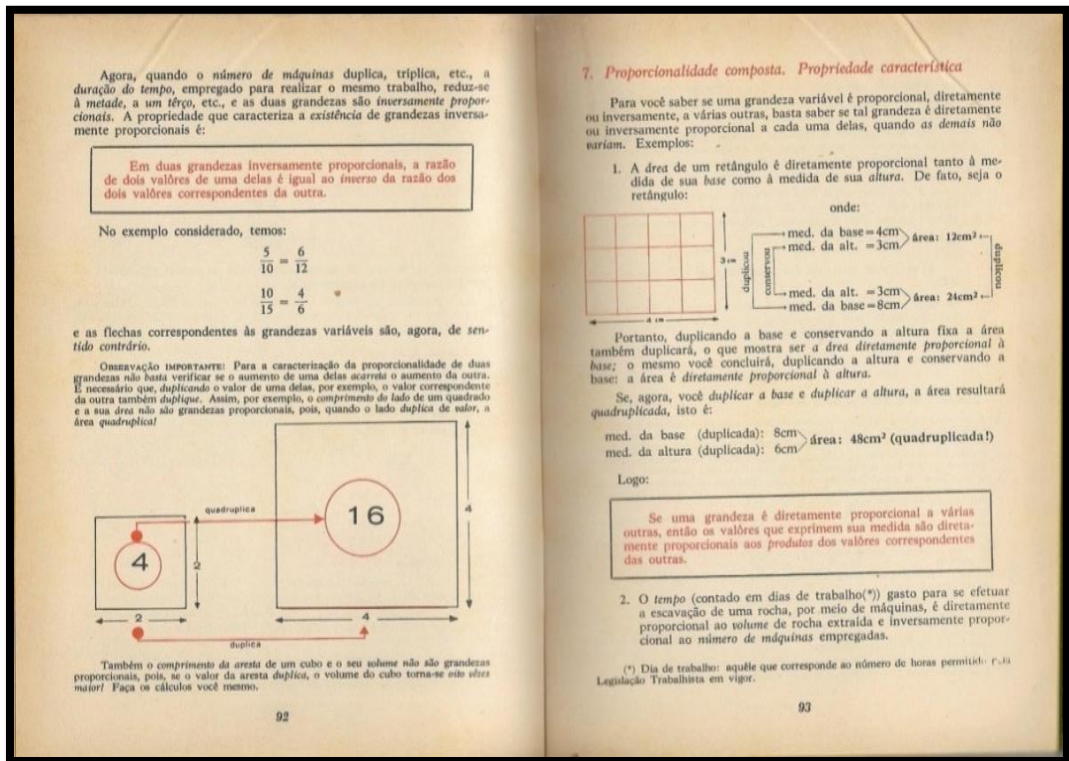 Agora, quando o número de máquinas duplica, triplica, etc., a
duração do tempo, empregado para realizar o mesmo trabalho, reduz-se
à metade, a um têrço, etc., e as duas grandezas são inversamente propor-
cionais. A propriedade que caracteriza a existência de grandezas inversa-
mente proporcionais é:
Em duas grandezas inversamente proporcionais, a razão
de dois valôres de uma delas é igual ao inverso da razão dos
dois valôres correspondentes da outra.
No exemplo considerado, temos:
5/10 = 6/12
10/15 = 4/6
e as flechas correspondentes às grandezas variáveis são, agora, de sen-
tido contrário.
OBSERVAÇÃO IMPORTANTE: Para a caracterização da proporcionalidade de duas
grandezas não basta verificar se o aumento de uma delas acarreta o aumento da outra.
É necessário que, duplicando o valor de uma delas, por exemplo, o valor correspondente
da outra também duplique. Assim, por exemplo, o comprimento do lado de um quadrado
e a sua área não são grandezas proporcionais, pois, quando o lado duplica de valor, a
área quadruplica!
quadruplica
16
4
4
2
2
4
duplica
Também o comprimento da aresta de um cubo e o seu volume não são grandezas
proporcionais, pois, se o valor da aresta duplica, o volume do cubo torna-se oito vêzes
maior! Faça os cálculos você mesmo.
92
7. Proporcionalidade composta. Propriedade característica
Para você saber se uma grandeza variável é proporcional, diretamente
ou inversamente, a várias outras, basta saber se tal grandeza é diretamente
ou inversamente proporcional a cada uma delas, quando as demais não
variam. Exemplos:
1. A área de um retângulo é diretamente proporcional tanto à me-
dida de sua base como à medida de sua altura. De fato, seja o
retângulo:
onde:
3 cm
4 cm
duplicou
conservou
med. da base = 4cm
med. da alt. = 3cm
área: 12cm²
med. da alt. = 3cm
med. da base = 8cm
área: 24cm²
duplicou
Portanto, duplicando a base e conservando a altura fixa a área
também duplicará, o que mostra ser a área diretamente proporcional à
base; o mesmo você concluirá, duplicando a altura e conservando a
base: a área é diretamente proporcional à altura.
Se, agora, você duplicar a base e duplicar a altura, a área resultará
quadruplicada, isto é:
med. da base (duplicada): 8cm
med. da altura (duplicada): 6cm
área: 48cm² (quadruplicada!)
Logo:
Se uma grandeza é diretamente proporcional a várias
outras, então os valôres que exprimem sua medida são direta-
mente proporcionais aos produtos dos valôres correspondentes
das outras.
2. O tempo (contado em dias de trabalho(*)) gasto para se efetuar
a escavação de uma rocha, por meio de máquinas, é diretamente
proporcional ao volume de rocha extraída e inversamente propor-
cional ao número de máquinas empregadas.
(*) Dia de trabalho: aquêle que corresponde ao número de horas permitido pela
Legislação Trabalhista em vigor.
93